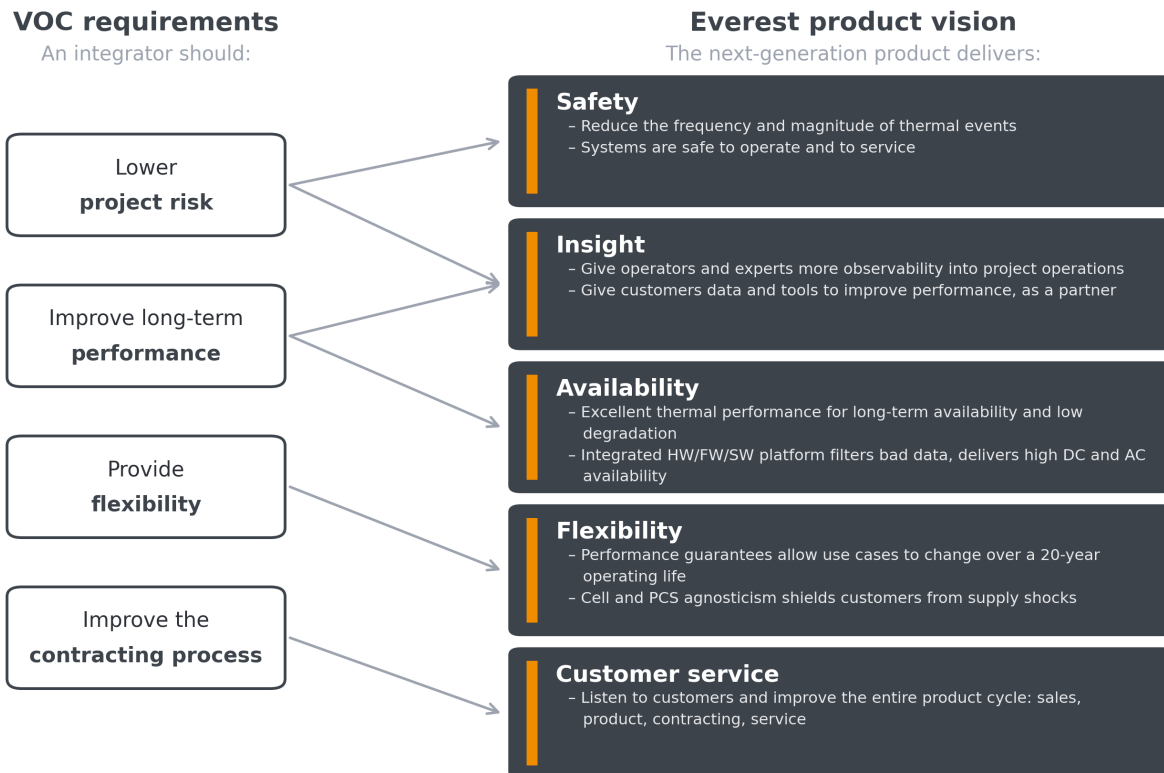 VOC requirements
An integrator should:
Lower
project risk
Improve long-term
performance
Provide
flexibility
Improve the
contracting process
Everest product vision
The next-generation product delivers:
Safety
– Reduce the frequency and magnitude of thermal events
– Systems are safe to operate and to service
Insight
– Give operators and experts more observability into project operations
– Give customers data and tools to improve performance, as a partner
Availability
– Excellent thermal performance for long-term availability and low
degradation
– Integrated HW/FW/SW platform filters bad data, delivers high DC and AC
availability
Flexibility
– Performance guarantees allow use cases to change over a 20-year
operating life
– Cell and PCS agnosticism shields customers from supply shocks
Customer service
– Listen to customers and improve the entire product cycle: sales,
product, contracting, service